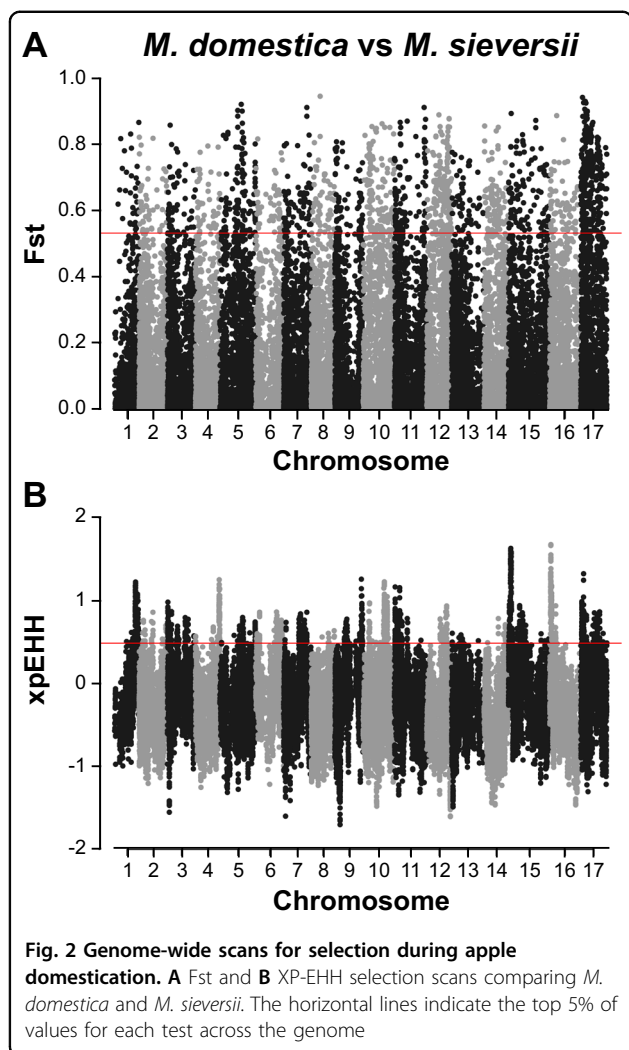 A M. domestica vs M. sieversii
1.0
0.8
0.6
0.4
0.2
0.0
Fst
1 2 3 4 5 6 7 8 9 10 11 12 13 14 15 16 17
Chromosome
B
2
1
0
-1
-2
xpEHH
1 2 3 4 5 6 7 8 9 10 11 12 13 14 15 16 17
Chromosome
Fig. 2 Genome-wide scans for selection during apple
domestication. A Fst and B XP-EHH selection scans comparing M.
domestica and M. sieversii. The horizontal lines indicate the top 5% of
values for each test across the genome